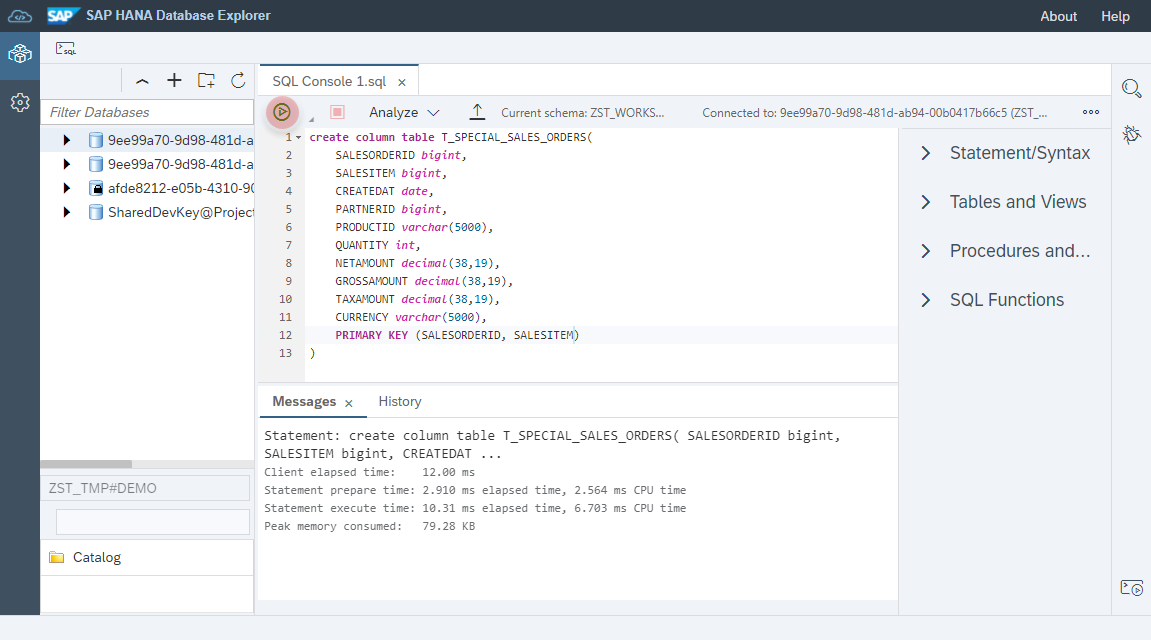 SAP SAP HANA Database Explorer
About Help
SQL
SQL Console 1.sql ×
Filter Databases
Analyze Current schema: ZST_WORKS... Connected to: 9ee99a70-9d98-481d-ab94-00b0417b66c5 (ZST_... •••
9ee99a70-9d98-481d-a
9ee99a70-9d98-481d-a
afde8212-e05b-4310-90
SharedDevKey@Project
1 create column table T_SPECIAL_SALES_ORDERS(
2 SALESORDERID bigint,
3 SALESITEM bigint,
4 CREATEDAT date,
5 PARTNERID bigint,
6 PRODUCTID varchar(5000),
7 QUANTITY int,
8 NETAMOUNT decimal(38,19),
9 GROSSAMOUNT decimal(38,19),
10 TAXAMOUNT decimal(38,19),
11 CURRENCY varchar(5000),
12 PRIMARY KEY (SALESORDERID, SALESITEM)
13 )
Statement/Syntax
Tables and Views
Procedures and...
SQL Functions
Messages × History
Statement: create column table T_SPECIAL_SALES_ORDERS( SALESORDERID bigint,
SALESITEM bigint, CREATEDAT ...
Client elapsed time: 12.00 ms
Statement prepare time: 2.910 ms elapsed time, 2.564 ms CPU time
Statement execute time: 10.31 ms elapsed time, 6.703 ms CPU time
Peak memory consumed: 79.28 KB
ZST_TMP#DEMO
Catalog